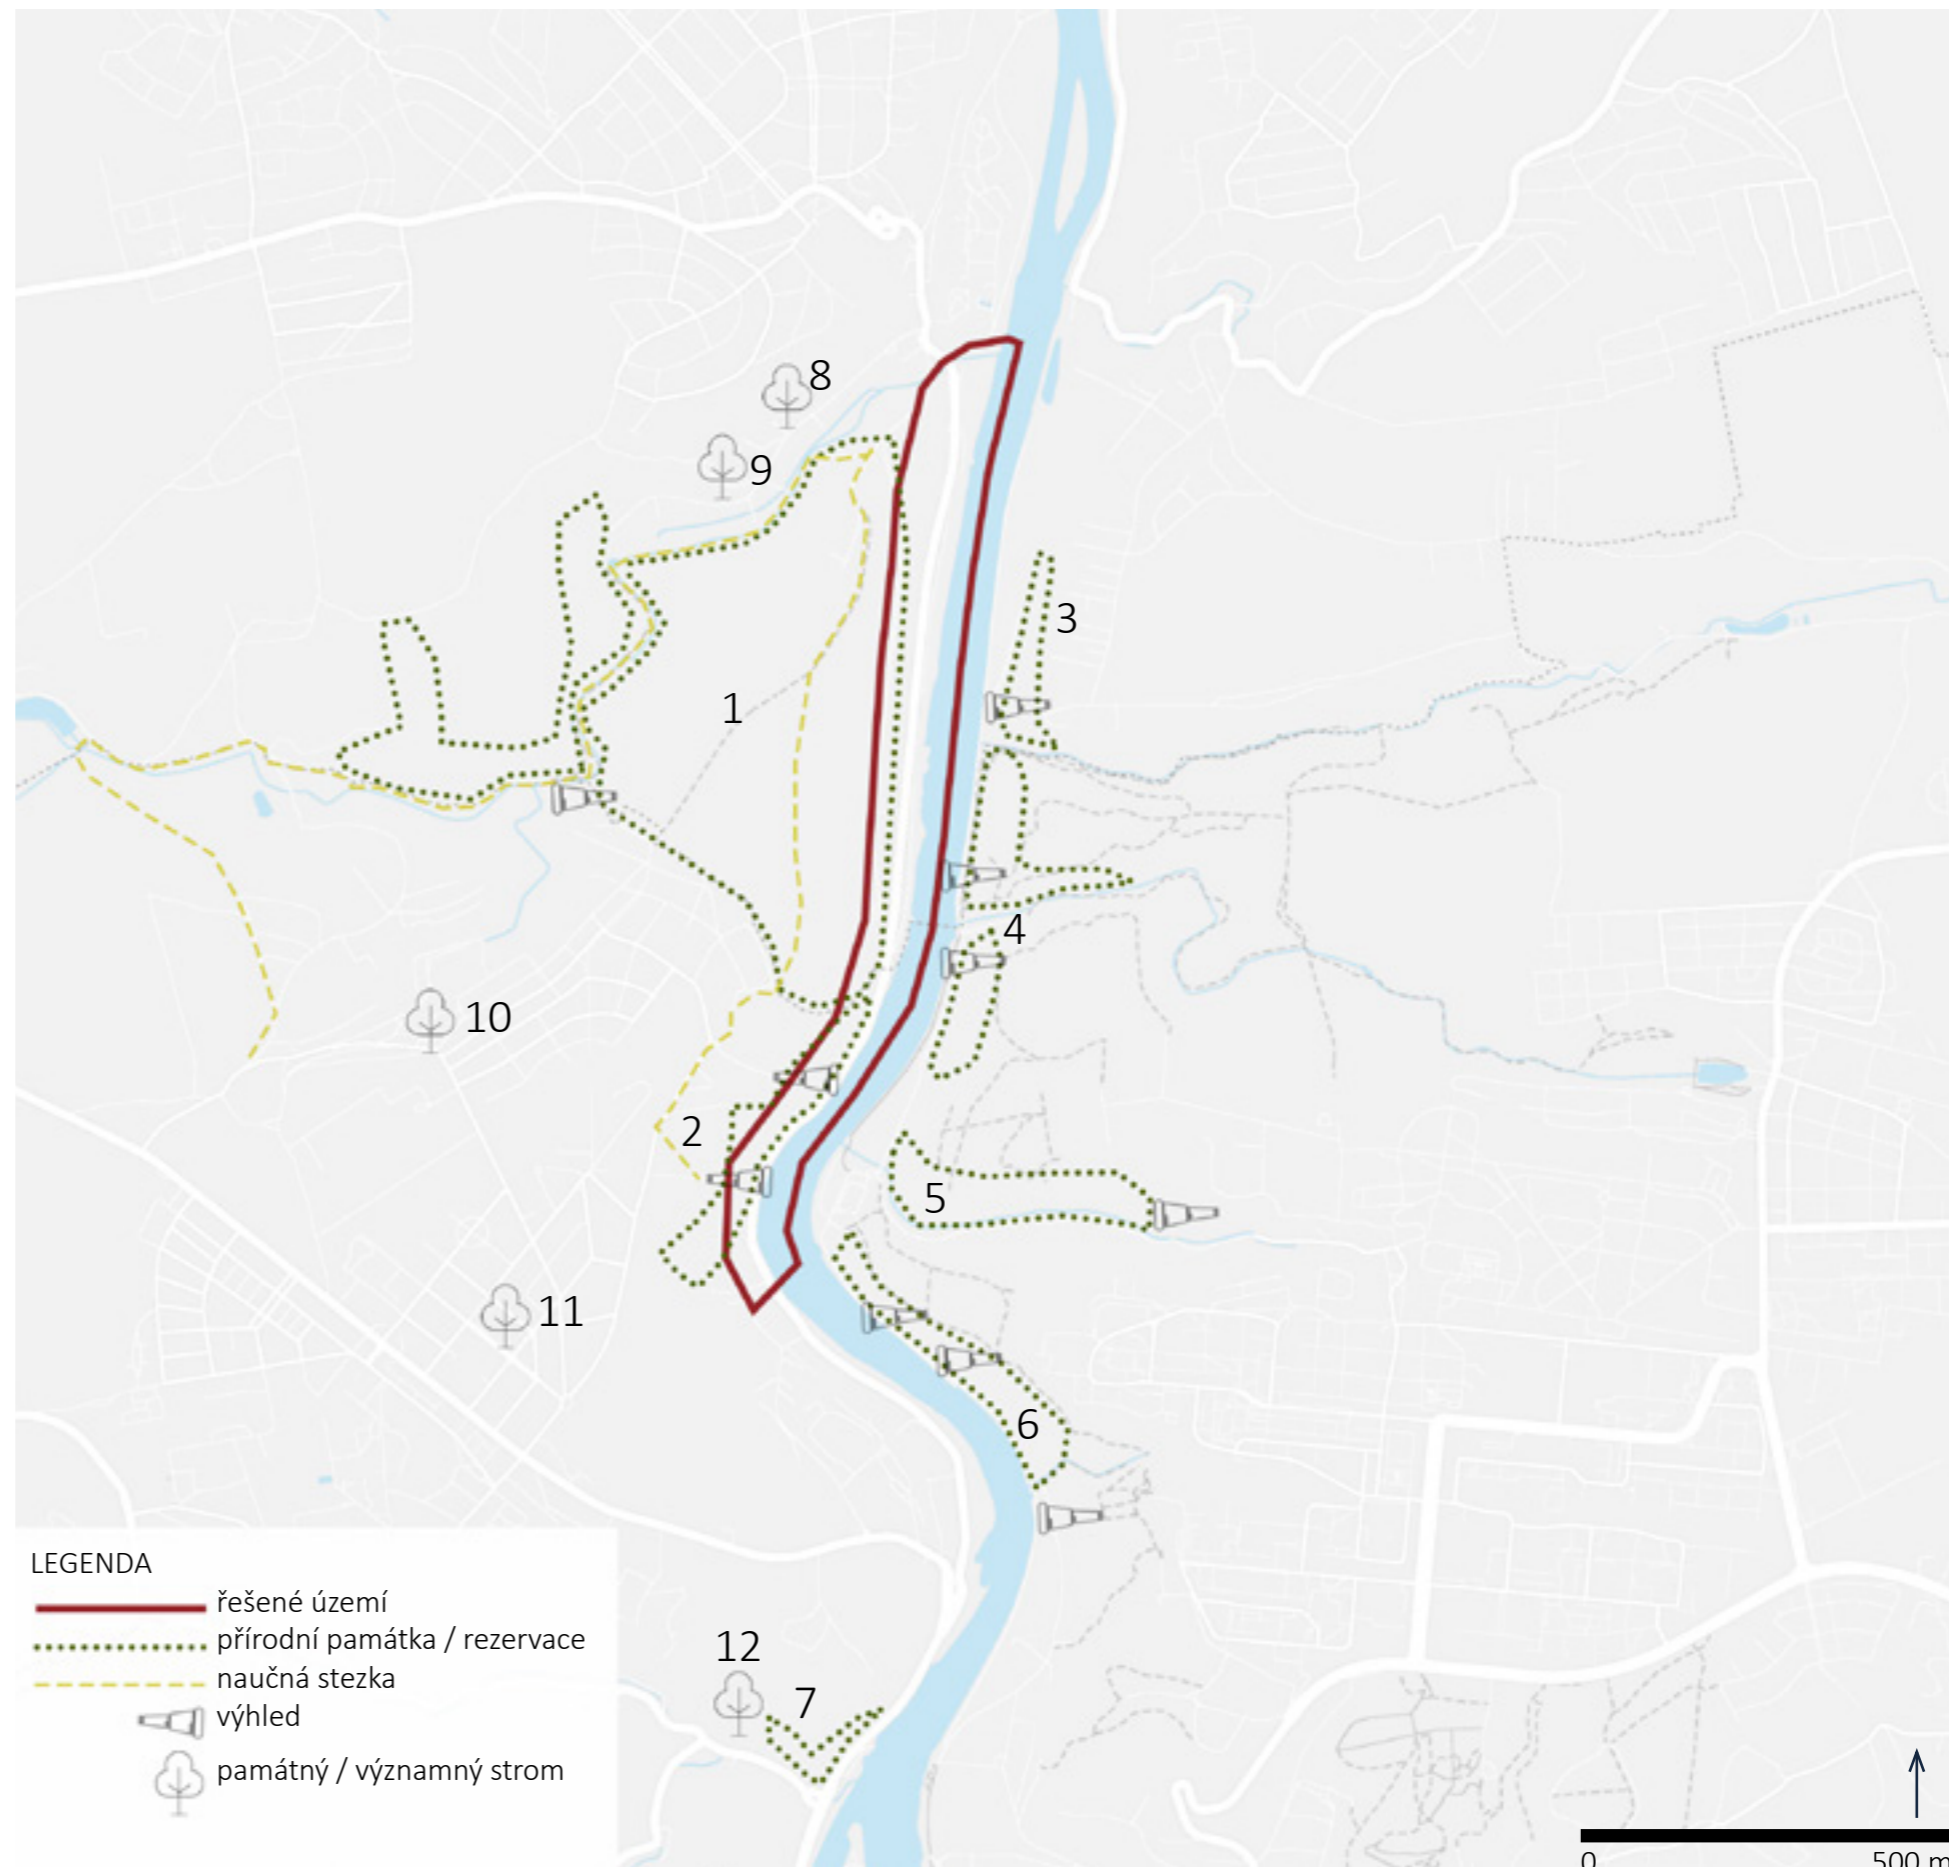 8
9
3
1
4
10
2
5
11
6
LEGENDA
řešené území
přírodní památka / rezervace
naučná stezka
výhled
památný / významný strom
12
7
0
500 m